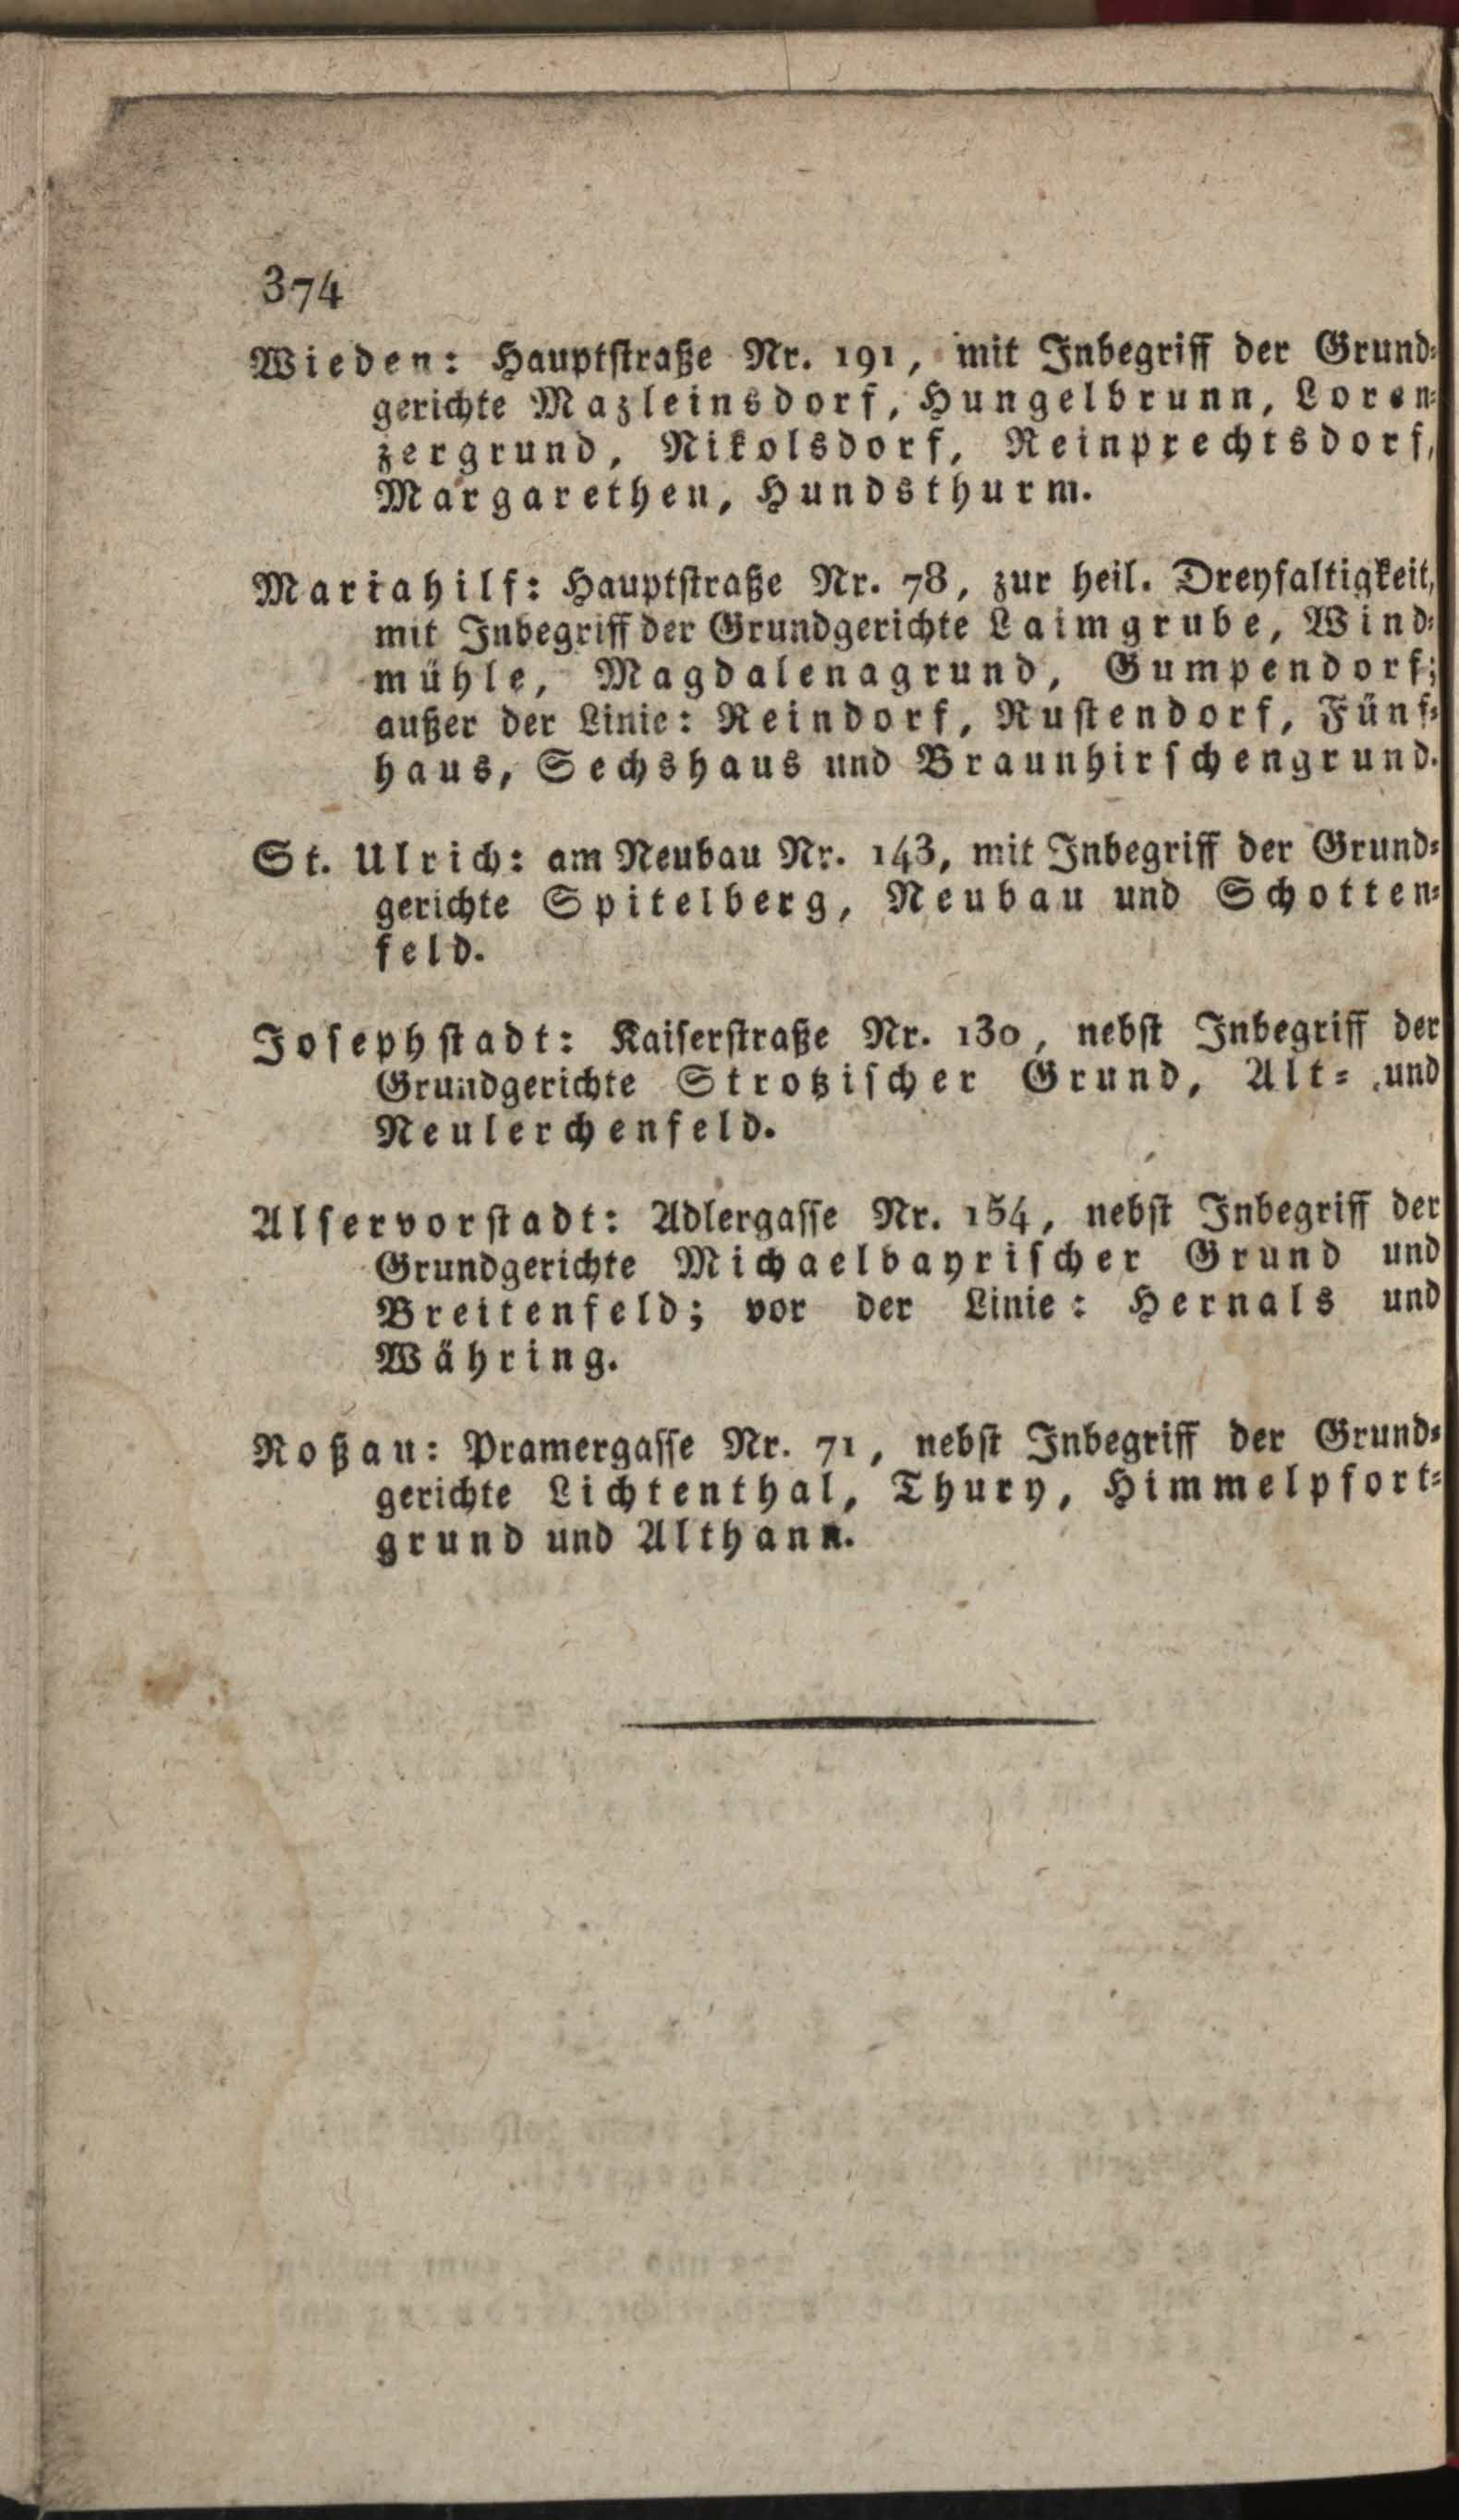 374
Wieden: Hauptstraße Nr. 191, mit Inbegriff der Grund-
gerichte Mazleinsdorf, Hungelbrunn, Loren-
zergrund, Nikolsdorf, Reinprechtsdorf,
Margarethen, Hundsthurm.
Mariahilf: Hauptstraße Nr. 78, zur heil. Dreyfaltigkeit,
mit Inbegriff der Grundgerichte Laimgrube, Wind-
mühle, Magdalenagrund, Gumpendorf;
außer der Linie: Reindorf, Rustendorf, Fünf-
haus, Sechshaus und Braunhirschengrund.
St. Ulrich: am Neubau Nr. 143, mit Inbegriff der Grund-
gerichte Spitelberg, Neubau und Schotten-
feld.
Josephstadt: Kaiserstraße Nr. 130, nebst Inbegriff der
Grundgerichte Strotzischer Grund, Alt- und
Neulerchenfeld.
Alservorstadt: Adlergasse Nr. 154, nebst Inbegriff der
Grundgerichte Michaelbayrischer Grund und
Breitenfeld; vor der Linie: Hernals und
Währing.
Roßau: Pramergasse Nr. 71, nebst Inbegriff der Grund-
gerichte Lichtenthal, Thury, Himmelpfort-
grund und Althann.